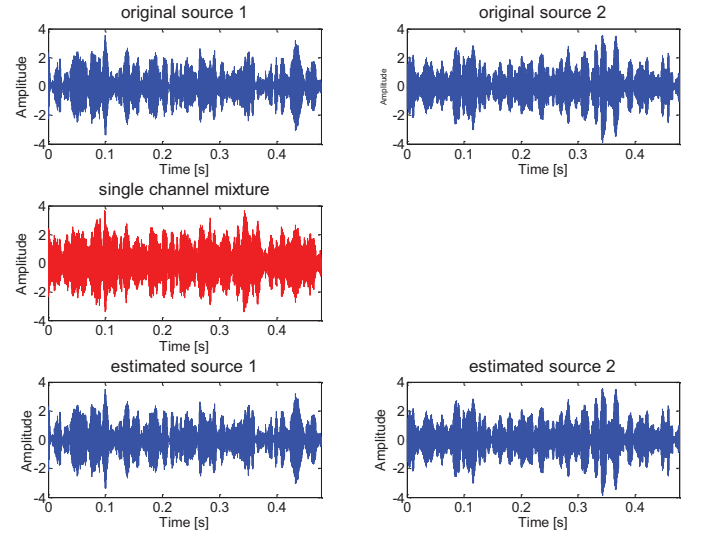 original source 1
4
2
0
-2
-4
Amplitude
0 0.1 0.2 0.3 0.4
Time [s]
original source 2
4
2
0
-2
-4
Amplitude
0 0.1 0.2 0.3 0.4
Time [s]
single channel mixture
4
2
0
-2
-4
Amplitude
0 0.1 0.2 0.3 0.4
Time [s]
estimated source 1
4
2
0
-2
-4
Amplitude
0 0.1 0.2 0.3 0.4
Time [s]
estimated source 2
4
2
0
-2
-4
Amplitude
0 0.1 0.2 0.3 0.4
Time [s]